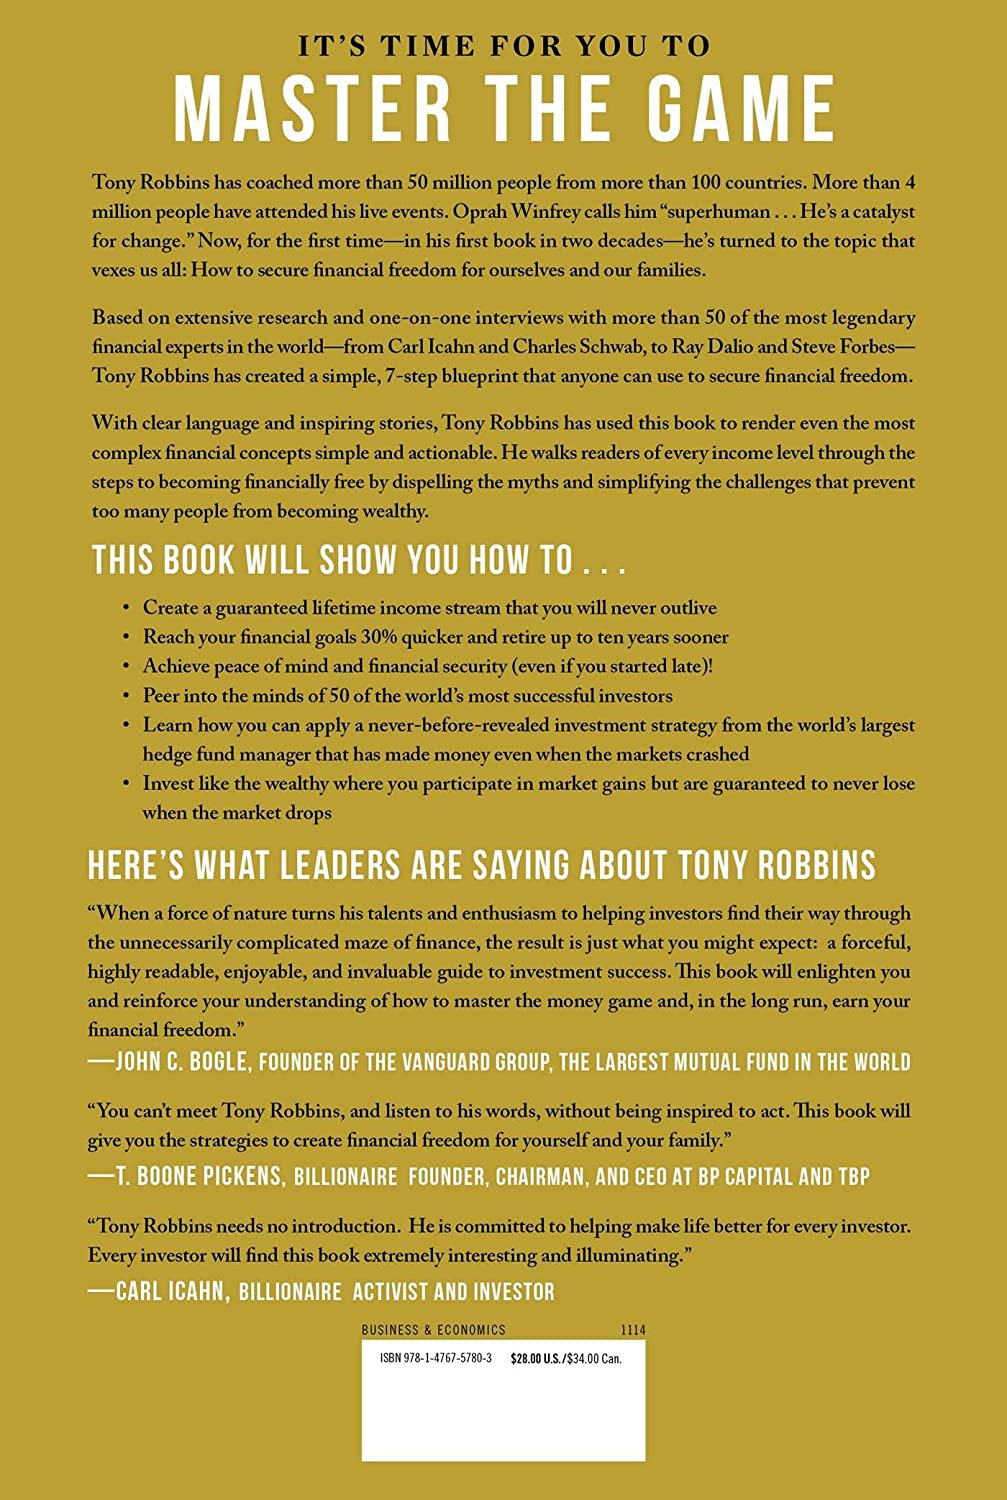 IT'S TIME FOR YOU TO
MASTER THE GAME
Tony Robbins has coached more than 50 million people from more than 100 countries. More than 4
million people have attended his live events. Oprah Winfrey calls him “superhuman . . . He's a catalyst
for change.” Now, for the first time—in his first book in two decades—he's turned to the topic that
vexes us all: How to secure financial freedom for ourselves and our families.
Based on extensive research and one-on-one interviews with more than 50 of the most legendary
financial experts in the world—from Carl Icahn and Charles Schwab, to Ray Dalio and Steve Forbes—
Tony Robbins has created a simple, 7-step blueprint that anyone can use to secure financial freedom.
With clear language and inspiring stories, Tony Robbins has used this book to render even the most
complex financial concepts simple and actionable. He walks readers of every income level through the
steps to becoming financially free by dispelling the myths and simplifying the challenges that prevent
too many people from becoming wealthy.
THIS BOOK WILL SHOW YOU HOW TO . . .
• Create a guaranteed lifetime income stream that you will never outlive
• Reach your financial goals 30% quicker and retire up to ten years sooner
• Achieve peace of mind and financial security (even if you started late)!
• Peer into the minds of 50 of the world's most successful investors
• Learn how you can apply a never-before-revealed investment strategy from the world's largest
hedge fund manager that has made money even when the markets crashed
• Invest like the wealthy where you participate in market gains but are guaranteed to never lose
when the market drops
HERE'S WHAT LEADERS ARE SAYING ABOUT TONY ROBBINS
“When a force of nature turns his talents and enthusiasm to helping investors find their way through
the unnecessarily complicated maze of finance, the result is just what you might expect: a forceful,
highly readable, enjoyable, and invaluable guide to investment success. This book will enlighten you
and reinforce your understanding of how to master the money game and, in the long run, earn your
financial freedom.”
—JOHN C. BOGLE, FOUNDER OF THE VANGUARD GROUP, THE LARGEST MUTUAL FUND IN THE WORLD
“You can't meet Tony Robbins, and listen to his words, without being inspired to act. This book will
give you the strategies to create financial freedom for yourself and your family.”
—T. BOONE PICKENS, BILLIONAIRE FOUNDER, CHAIRMAN, AND CEO AT BP CAPITAL AND TBP
“Tony Robbins needs no introduction. He is committed to helping make life better for every investor.
Every investor will find this book extremely interesting and illuminating.”
—CARL ICAHN, BILLIONAIRE ACTIVIST AND INVESTOR
BUSINESS & ECONOMICS 1114
ISBN 978-1-4767-5780-3 $28.00 U.S./$34.00 Can.